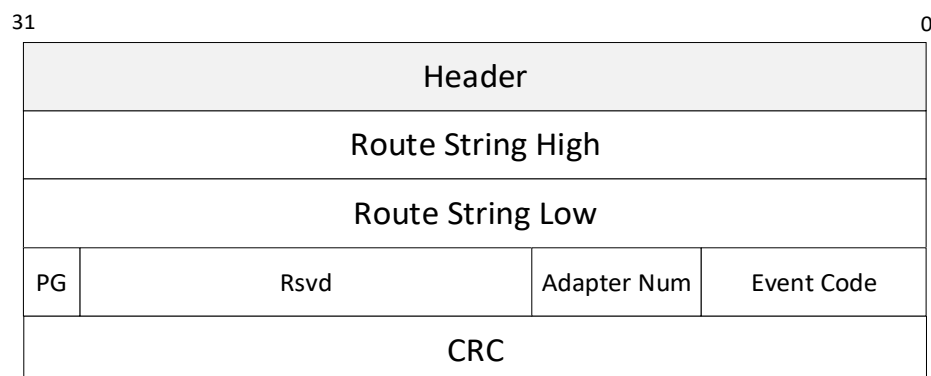 31 0
Header
Route String High
Route String Low
PG Rsvd Adapter Num Event Code
CRC